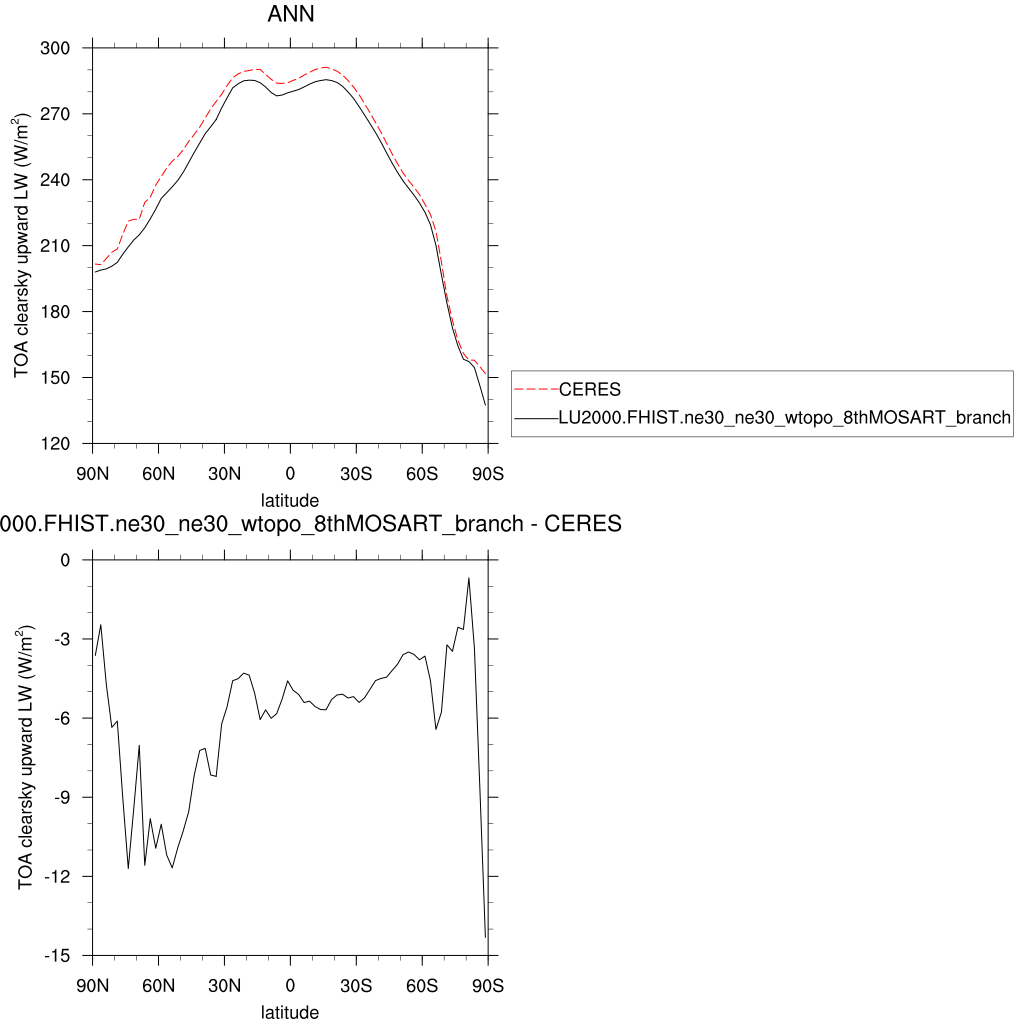 ANN
300
270
240
210
180
150
120
TOA clearsky upward LW (W/m²)
90N 60N 30N 0 30S 60S 90S
latitude
CERES
LU2000.FHIST.ne30_ne30_wtopo_8thMOSART_branch
000.FHIST.ne30_ne30_wtopo_8thMOSART_branch - CERES
0
-3
-6
-9
-12
-15
TOA clearsky upward LW (W/m²)
90N 60N 30N 0 30S 60S 90S
latitude